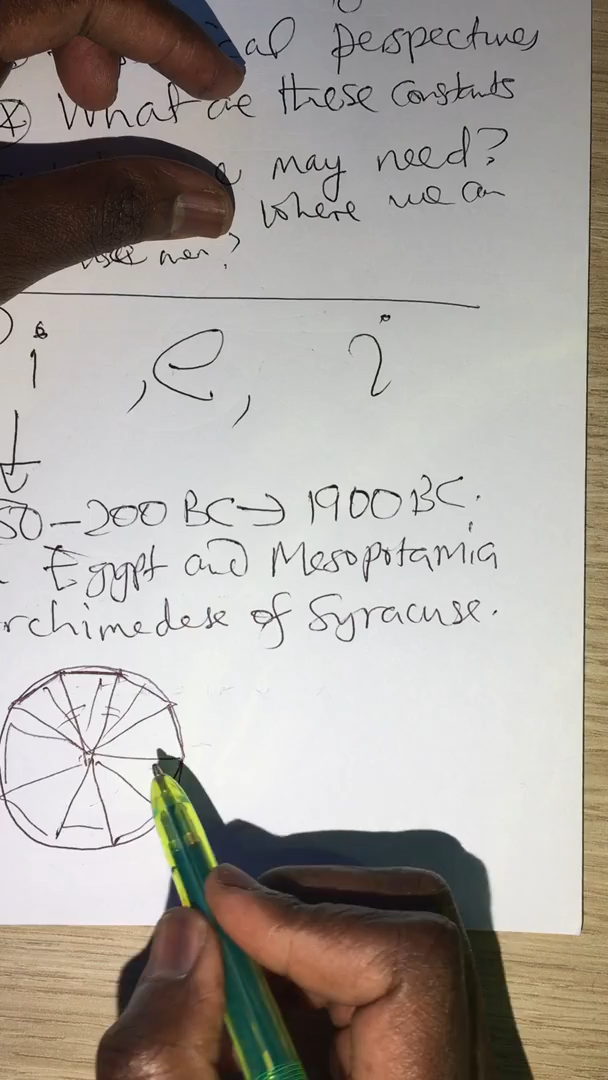 perspectives
What are these constants
may need?
where we can
i , e , i
50-200 BC → 1900 BC.
Egypt and Mesopotamia
rchimedese of Syracuse.